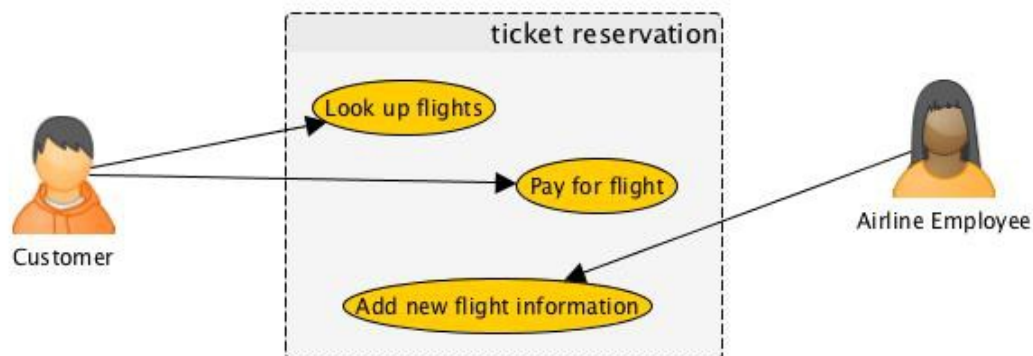 ticket reservation
Look up flights
Pay for flight
Airline Employee
Customer
Add new flight information